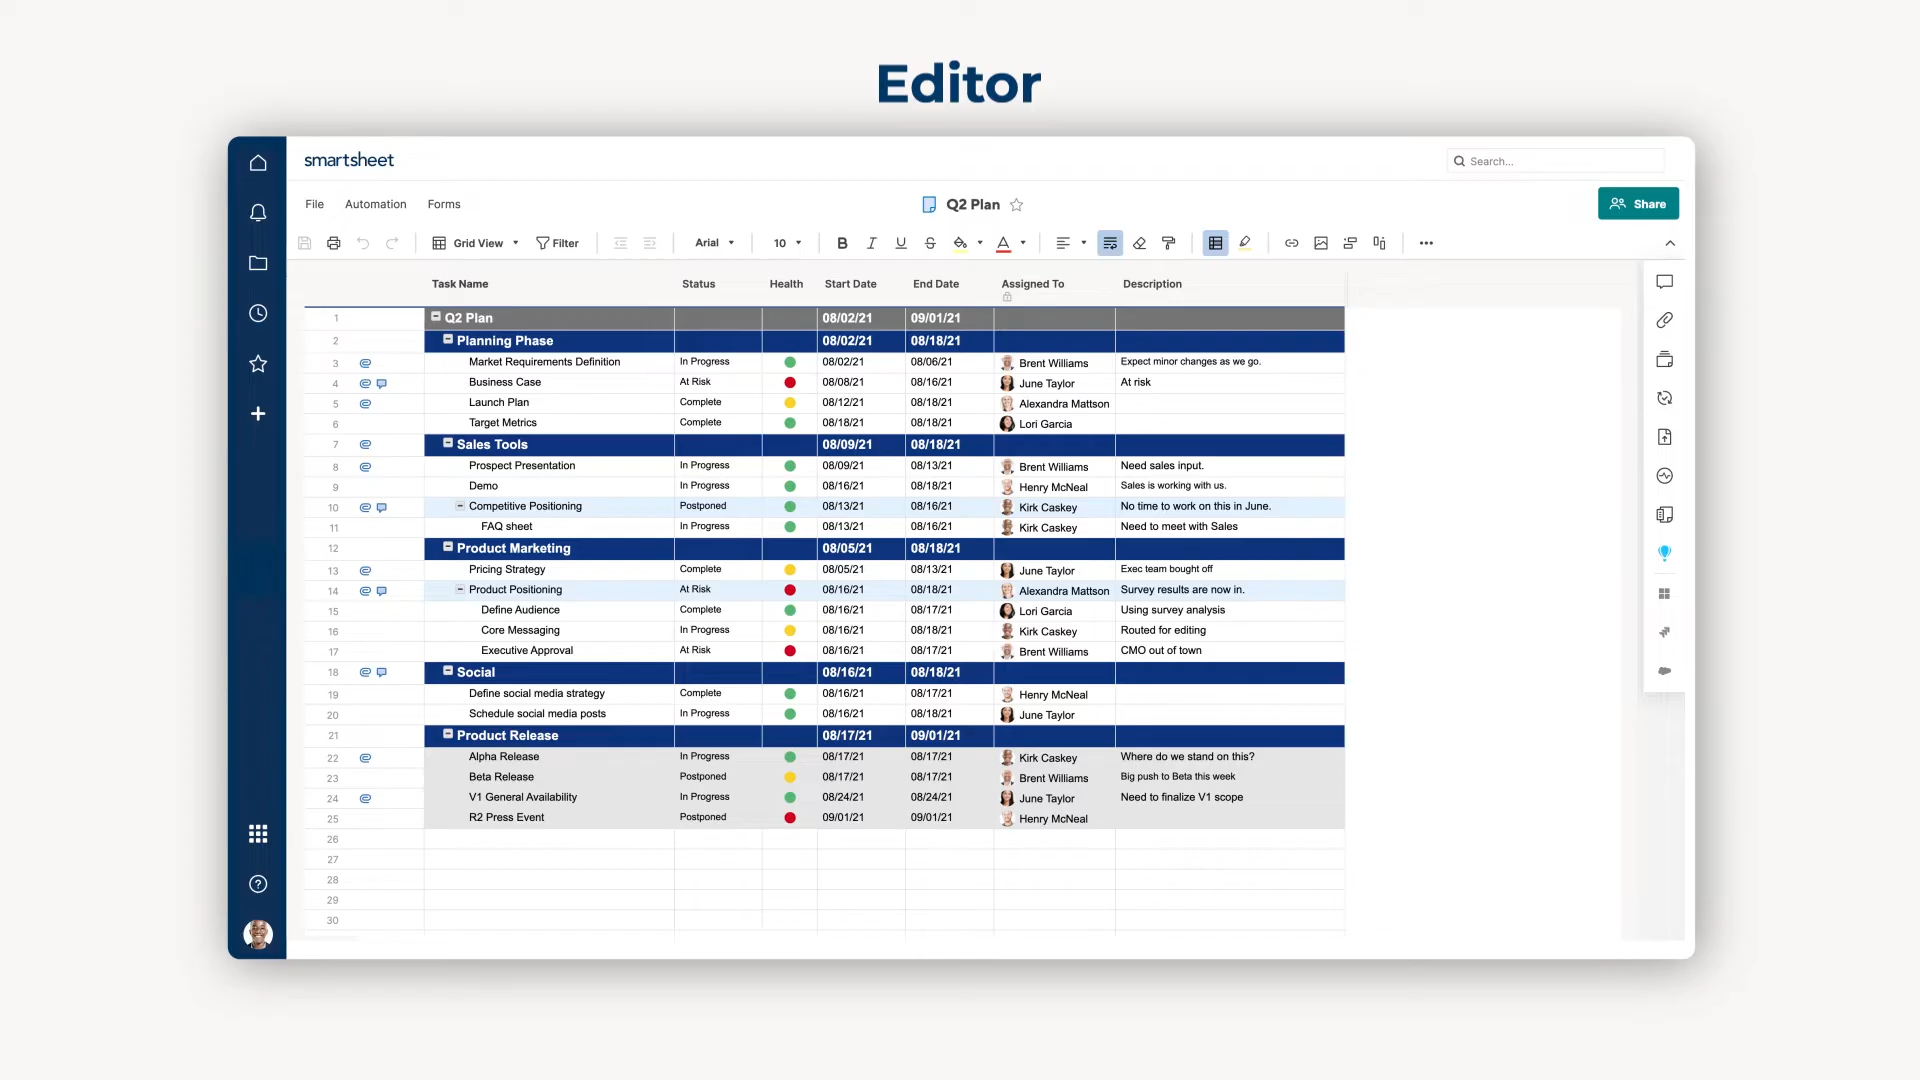 Editor
smartsheet
Search...
File Automation Forms
Q2 Plan
Share
Grid View Filter Arial 10 B I U S A
Task Name Status Health Start Date End Date Assigned To Description
1 Q2 Plan 08/02/21 09/01/21
2 Planning Phase 08/02/21 08/18/21
3 Market Requirements Definition In Progress 08/02/21 08/06/21 Brent Williams Expect minor changes as we go.
4 Business Case At Risk 08/08/21 08/16/21 June Taylor At risk
5 Launch Plan Complete 08/12/21 08/18/21 Alexandra Mattson
6 Target Metrics Complete 08/18/21 08/18/21 Lori Garcia
7 Sales Tools 08/09/21 08/18/21
8 Prospect Presentation In Progress 08/09/21 08/13/21 Brent Williams Need sales input.
9 Demo In Progress 08/16/21 08/18/21 Henry McNeal Sales is working with us.
10 Competitive Positioning Postponed 08/13/21 08/16/21 Kirk Caskey No time to work on this in June.
11 FAQ sheet In Progress 08/13/21 08/16/21 Kirk Caskey Need to meet with Sales
12 Product Marketing 08/05/21 08/18/21
13 Pricing Strategy Complete 08/05/21 08/13/21 June Taylor Exec team bought off
14 Product Positioning At Risk 08/16/21 08/18/21 Alexandra Mattson Survey results are now in.
15 Define Audience Complete 08/16/21 08/17/21 Lori Garcia Using survey analysis
16 Core Messaging In Progress 08/16/21 08/18/21 Kirk Caskey Routed for editing
17 Executive Approval At Risk 08/16/21 08/17/21 Brent Williams CMO out of town
18 Social 08/16/21 08/18/21
19 Define social media strategy Complete 08/16/21 08/17/21 Henry McNeal
20 Schedule social media posts In Progress 08/16/21 08/18/21 June Taylor
21 Product Release 08/17/21 09/01/21
22 Alpha Release In Progress 08/17/21 08/17/21 Kirk Caskey Where do we stand on this?
23 Beta Release Postponed 08/17/21 08/17/21 Brent Williams Big push to Beta this week
24 V1 General Availability In Progress 08/24/21 08/24/21 June Taylor Need to finalize V1 scope
25 R2 Press Event Postponed 09/01/21 09/01/21 Henry McNeal
26
27
28
29
30